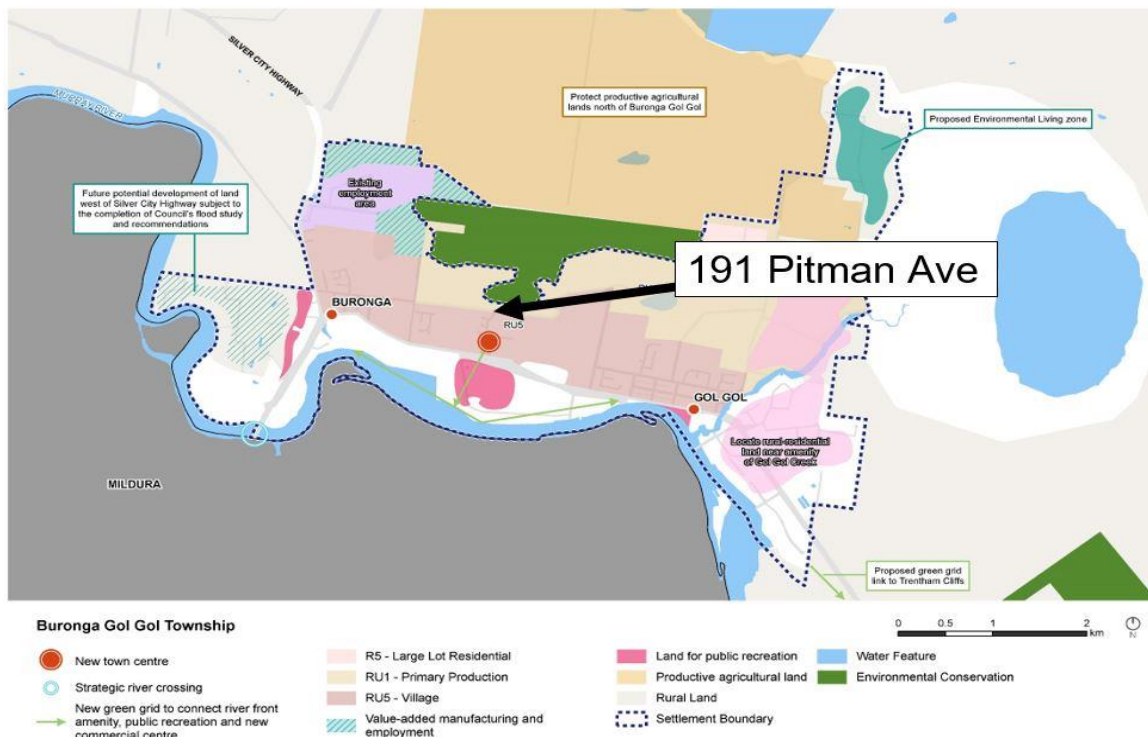 SILVER CITY HIGHWAY
MURRAY RIVER
Protect productive agricultural
lands north of Buronga Gol Gol
Proposed Environmental Living zone
Future potential development of land
west of Silver City Highway subject to
the completion of Council's flood study
and recommendations
Existing
employment
area
191 Pitman Ave
BURONGA
RU5
GOL GOL
Locate rural-residential
land near amenity
of Gol Gol Creek
MILDURA
Proposed green grid
link to Trentham Cliffs
Buronga Gol Gol Township
0 0.5 1 2
km
N
New town centre
Strategic river crossing
New green grid to connect river front
amenity, public recreation and new
commercial centre
R5 - Large Lot Residential
RU1 - Primary Production
RU5 - Village
Value-added manufacturing and
employment
Land for public recreation
Productive agricultural land
Rural Land
Settlement Boundary
Water Feature
Environmental Conservation